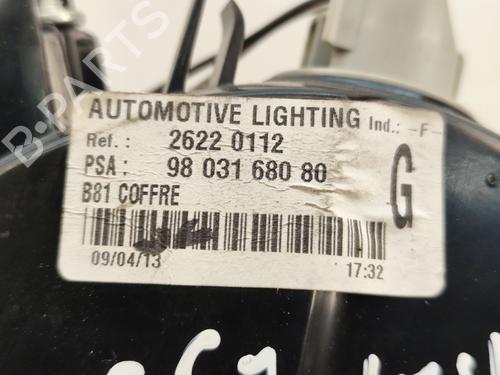 B-PARTS
AUTOMOTIVE LIGHTING Ind.: -F-
Ref.: 2622 0112
PSA: 98 031 680 80
B81 COFFRE
G
09/04/13 17:32